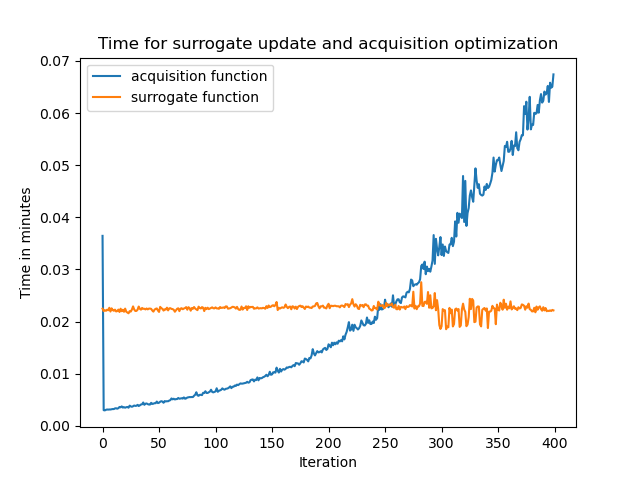 Time for surrogate update and acquisition optimization
acquisition function
surrogate function
Time in minutes
0.07
0.06
0.05
0.04
0.03
0.02
0.01
0.00
0 50 100 150 200 250 300 350 400
Iteration